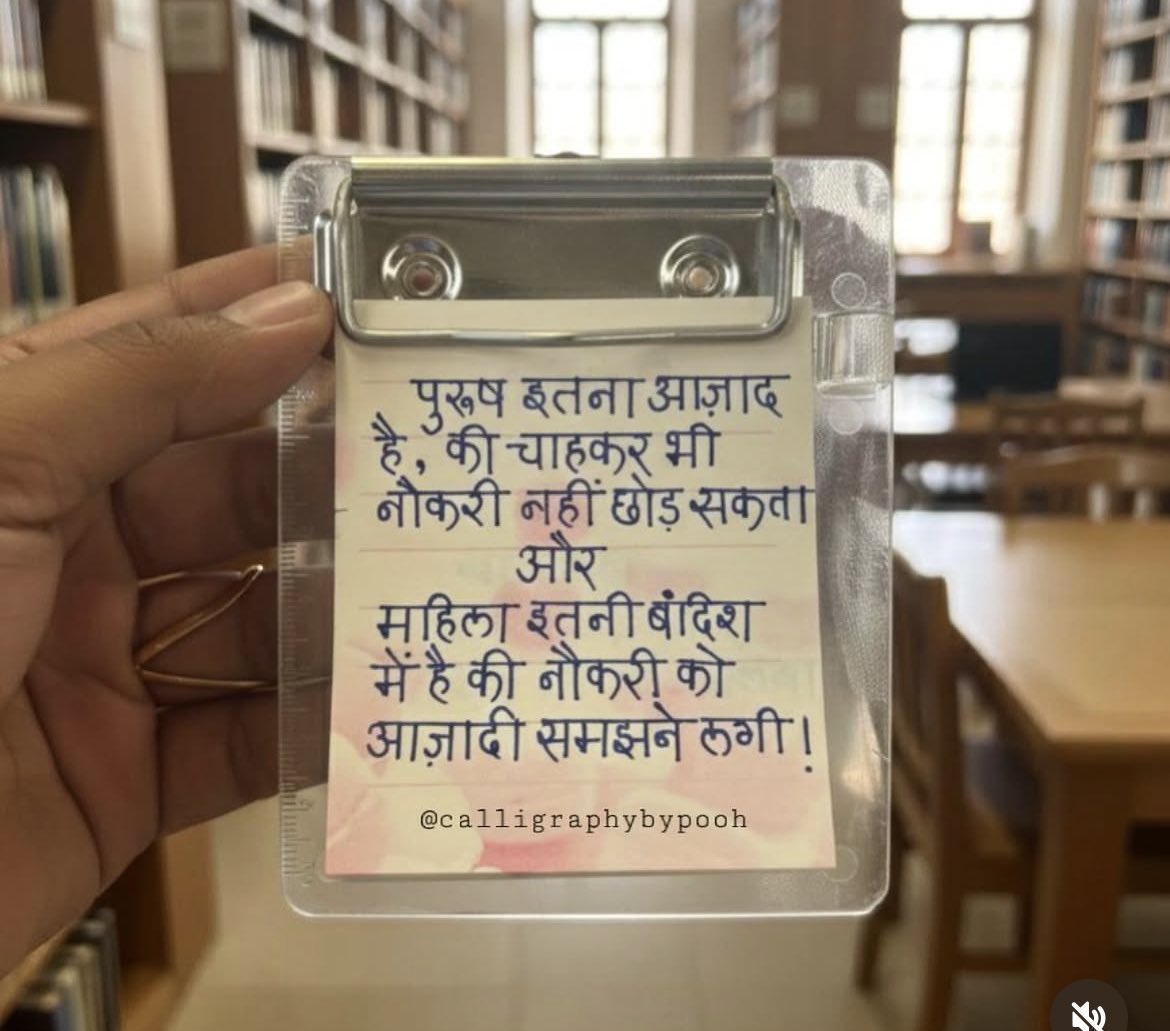 पुरूष इतना आज़ाद
है, की चाहकर भी
नौकरी नहीं छोड़ सकता
और
महिला इतनी बंदिश
में है की नौकरी को
आज़ादी समझने लगी!
@calligraphybypooh